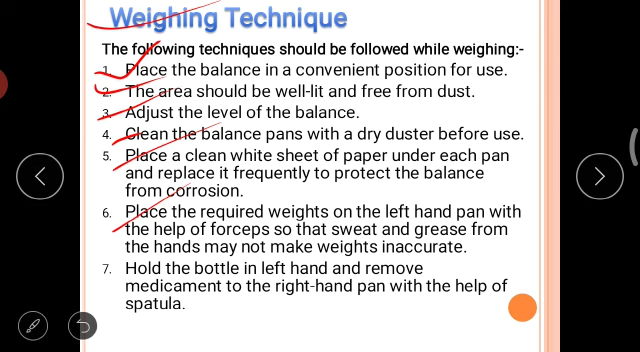 Weighing Technique
The following techniques should be followed while weighing:-
1. Place the balance in a convenient position for use.
2. The area should be well-lit and free from dust.
3. Adjust the level of the balance.
4. Clean the balance pans with a dry duster before use.
5. Place a clean white sheet of paper under each pan
and replace it frequently to protect the balance
from corrosion.
6. Place the required weights on the left hand pan with
the help of forceps so that sweat and grease from
the hands may not make weights inaccurate.
7. Hold the bottle in left hand and remove
medicament to the right-hand pan with the help of
spatula.